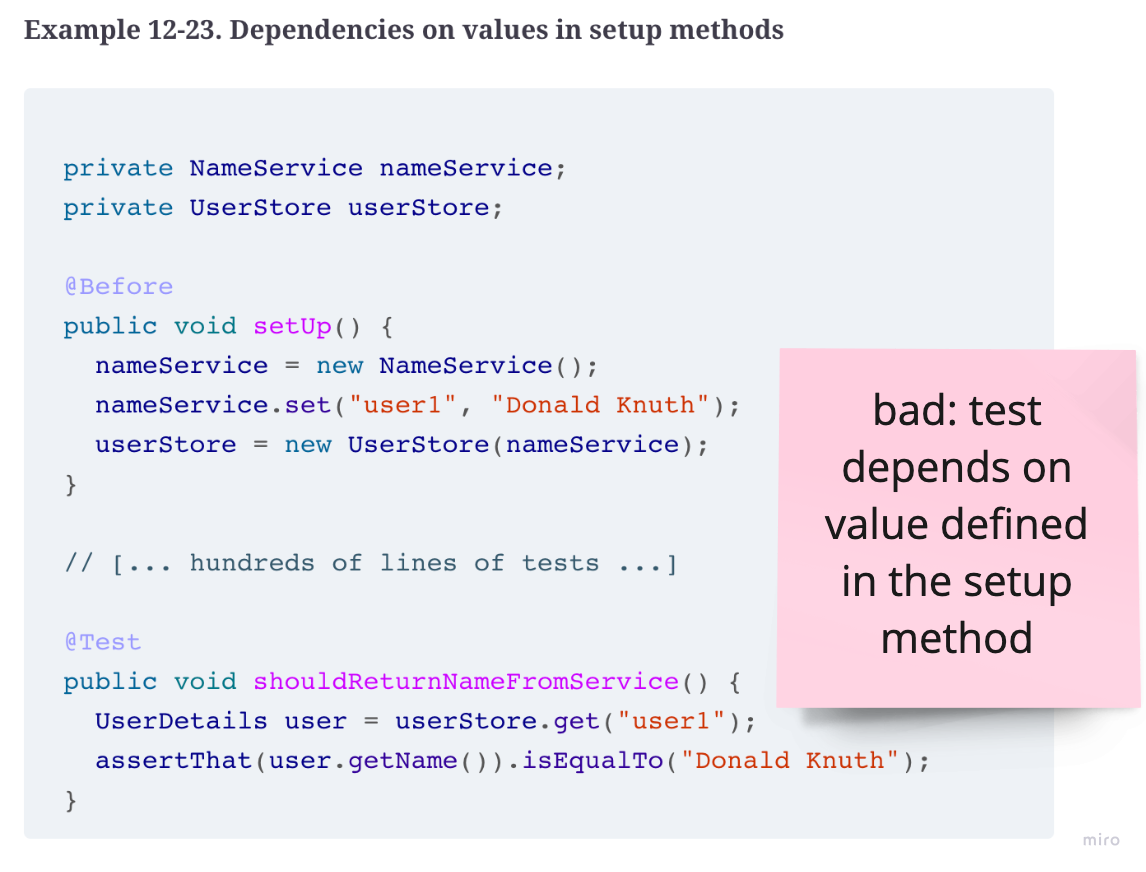 Example 12-23. Dependencies on values in setup methods
private NameService nameService;
private UserStore userStore;
@Before
public void setUp() {
  nameService = new NameService();
  nameService.set("user1", "Donald Knuth");
  userStore = new UserStore(nameService);
}
// [... hundreds of lines of tests ...]
@Test
public void shouldReturnNameFromService() {
  UserDetails user = userStore.get("user1");
  assertThat(user.getName()).isEqualTo("Donald Knuth");
}
bad: test
depends on
value defined
in the setup
method
miro